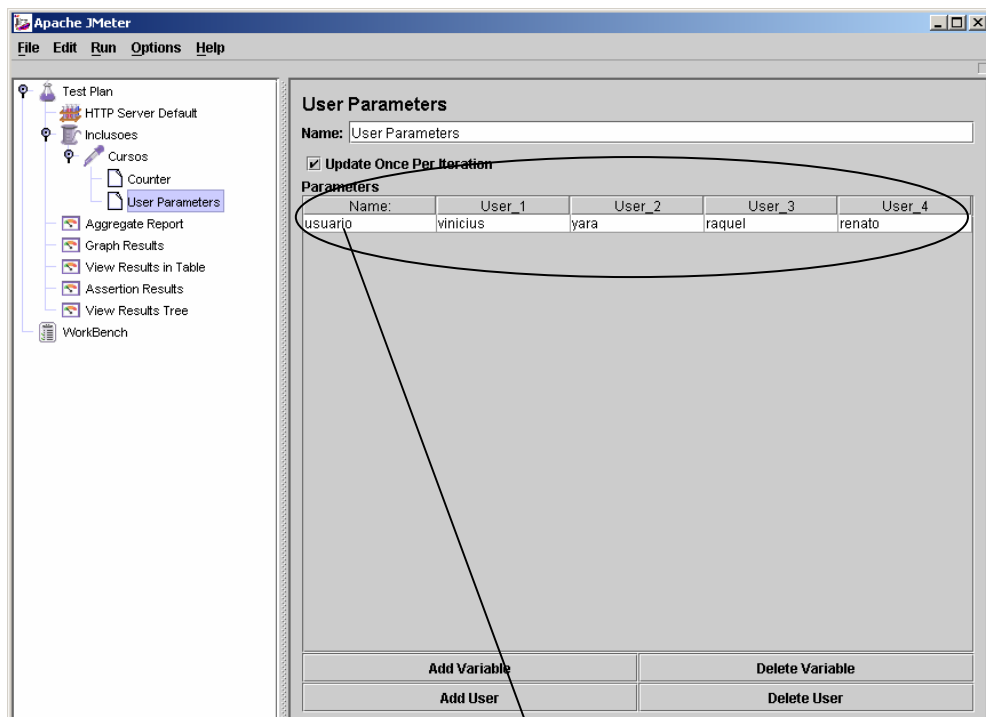 Apache JMeter
File Edit Run Options Help
Test Plan
HTTP Server Default
Inclusoes
Cursos
Counter
User Parameters
Aggregate Report
Graph Results
View Results in Table
Assertion Results
View Results Tree
WorkBench
User Parameters
Name: User Parameters
Update Once Per Iteration
Parameters
Name: User_1 User_2 User_3 User_4
usuario vinicius yara raquel renato
Add Variable Delete Variable
Add User Delete User